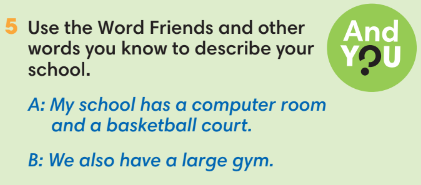 5 Use the Word Friends and other
words you know to describe your
school.
And
YOU
?
A: My school has a computer room
and a basketball court.
B: We also have a large gym.